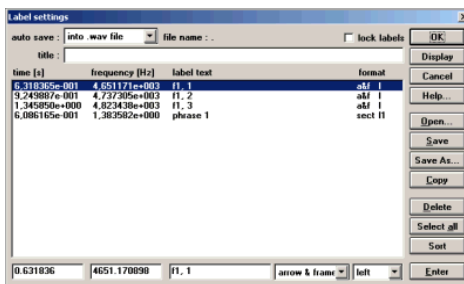 Label settings
auto save : into .wav file file name : . lock labels
title :
time [s] frequency [Hz] label text format
6,318365e-001 4,651171e+003 f1, 1 a&f l
9,249887e-001 4,737305e+003 f1, 2 a&f l
1,345850e+000 4,823438e+003 f1, 3 a&f l
6,086165e-001 1,383582e+000 phrase 1 sect l1
0.631836 4651.170898 f1, 1 arrow & frame left
OK
Display
Cancel
Help...
Open...
Save
Save As...
Copy
Delete
Select all
Sort
Enter